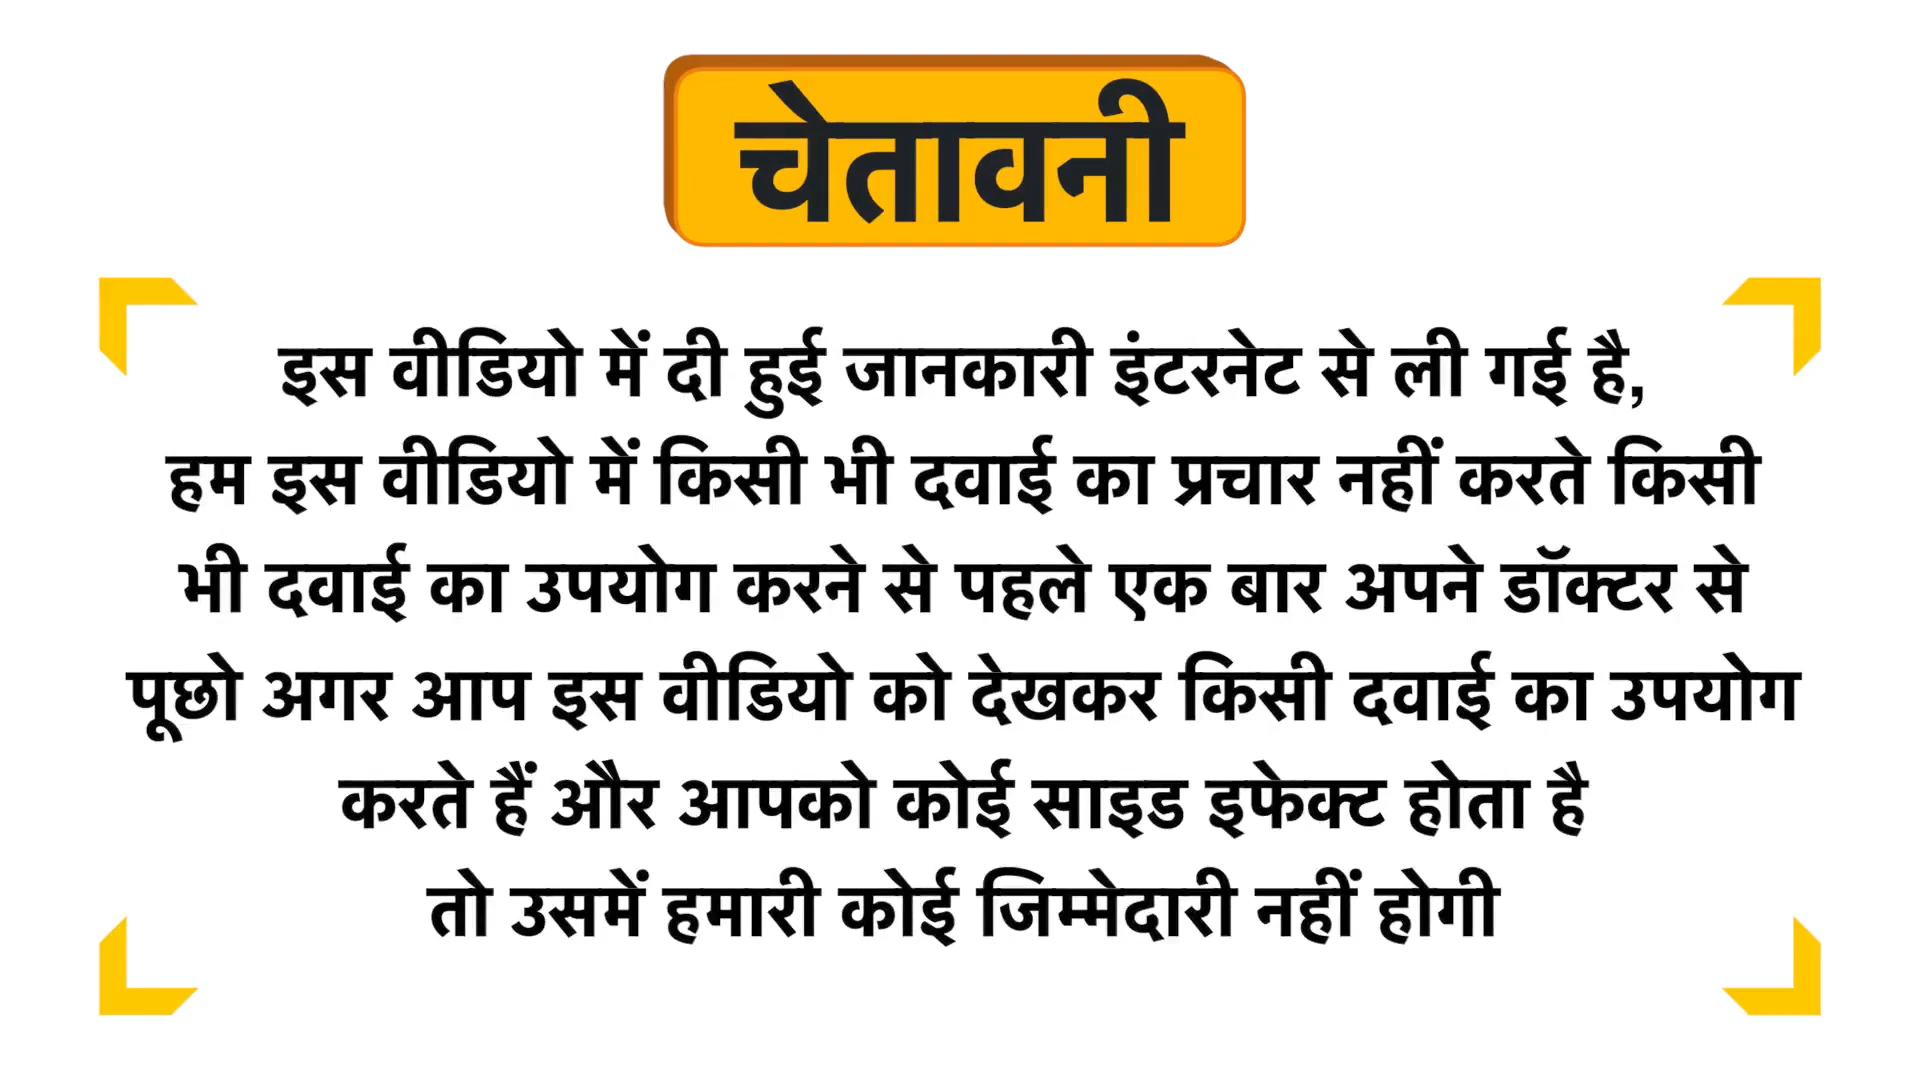 चेतावनी
इस वीडियो में दी हुई जानकारी इंटरनेट से ली गई है,
हम इस वीडियो में किसी भी दवाई का प्रचार नहीं करते किसी
भी दवाई का उपयोग करने से पहले एक बार अपने डॉक्टर से
पूछो अगर आप इस वीडियो को देखकर किसी दवाई का उपयोग
करते हैं और आपको कोई साइड इफेक्ट होता है
तो उसमें हमारी कोई जिम्मेदारी नहीं होगी